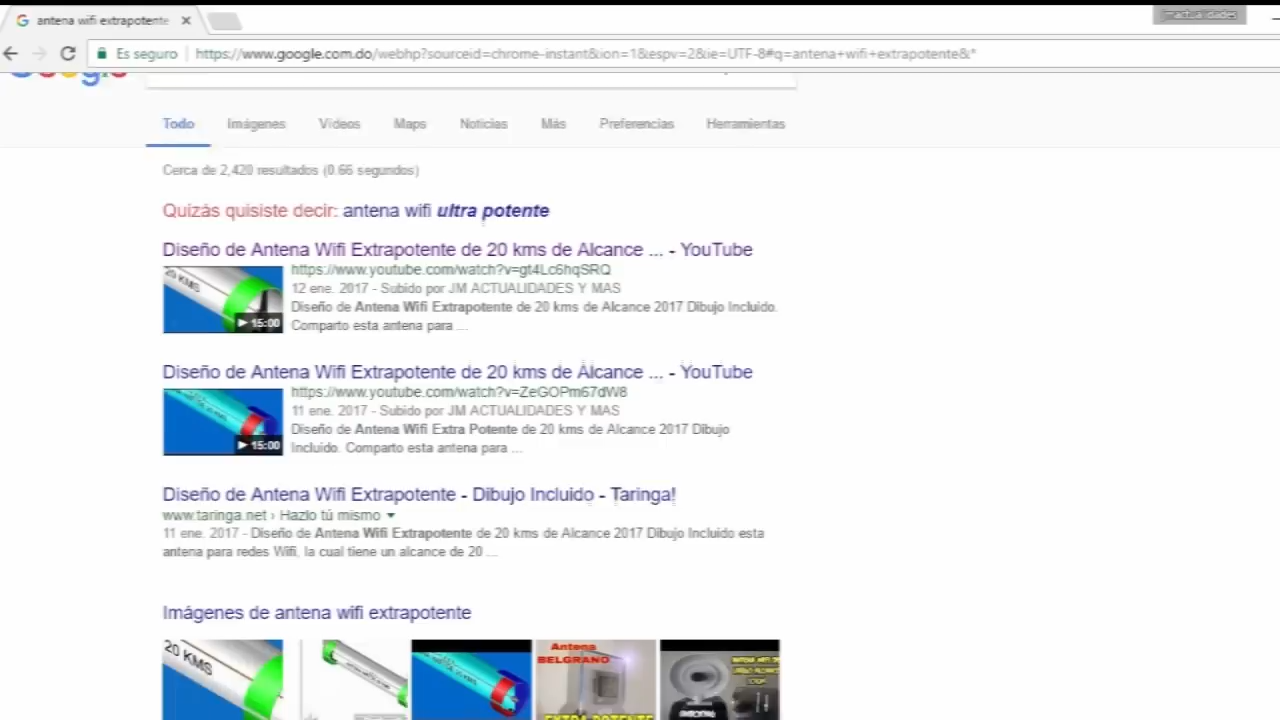 antena wifi extrapotente
jmactualidades
Es seguro
https://www.google.com.do/webhp?sourceid=chrome-instant&ion=1&espv=2&ie=UTF-8#q=antena+wifi+extrapotente&*
Todo
Imágenes
Vídeos
Maps
Noticias
Más
Preferencias
Herramientas
Cerca de 2,420 resultados (0.66 segundos)
Quizás quisiste decir: antena wifi ultra potente
Diseño de Antena Wifi Extrapotente de 20 kms de Alcance ... - YouTube
https://www.youtube.com/watch?v=gt4Lc6hqSRQ
20 KMS
15:00
12 ene. 2017 - Subido por JM ACTUALIDADES Y MAS
Diseño de Antena Wifi Extrapotente de 20 kms de Alcance 2017 Dibujo Incluido.
Comparto esta antena para ...
Diseño de Antena Wifi Extrapotente de 20 kms de Alcance ... - YouTube
https://www.youtube.com/watch?v=ZeGOPm67dW8
15:00
11 ene. 2017 - Subido por JM ACTUALIDADES Y MAS
Diseño de Antena Wifi Extra Potente de 20 kms de Alcance 2017 Dibujo
Incluido. Comparto esta antena para ...
Diseño de Antena Wifi Extrapotente - Dibujo Incluido - Taringa!
www.taringa.net › Hazlo tú mismo
11 ene. 2017 - Diseño de Antena Wifi Extrapotente de 20 kms de Alcance 2017 Dibujo Incluido esta
antena para redes Wifi, la cual tiene un alcance de 20 ...
Imágenes de antena wifi extrapotente
20 KMS
Antena
BELGRANO
EXTRA POTENTE